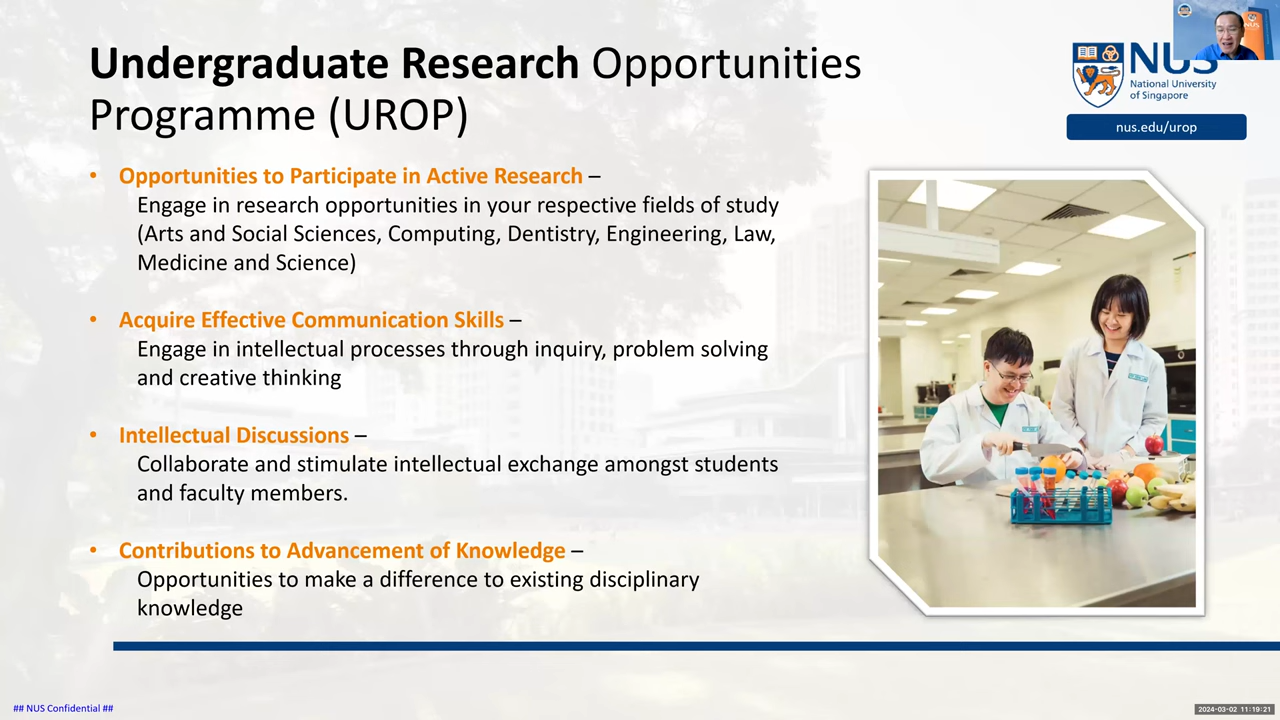 Undergraduate Research Opportunities
Programme (UROP)
NUS
National University
of Singapore
nus.edu/urop
• Opportunities to Participate in Active Research –
Engage in research opportunities in your respective fields of study
(Arts and Social Sciences, Computing, Dentistry, Engineering, Law,
Medicine and Science)
• Acquire Effective Communication Skills –
Engage in intellectual processes through inquiry, problem solving
and creative thinking
• Intellectual Discussions –
Collaborate and stimulate intellectual exchange amongst students
and faculty members.
• Contributions to Advancement of Knowledge –
Opportunities to make a difference to existing disciplinary
knowledge
## NUS Confidential ##
2024-03-02 11:19:21